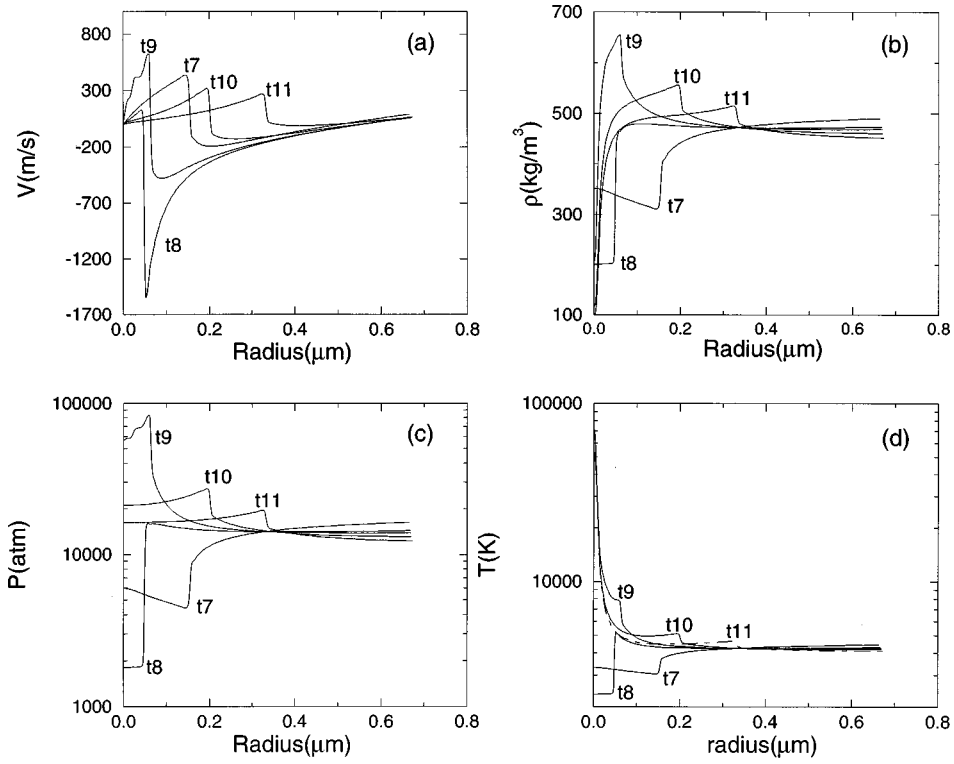 800
300
-200
-700
-1200
-1700
V(m/s)
(a)
t9
t7
t10
t11
t8
0.0 0.2 0.4 0.6 0.8
Radius(μm)
700
500
300
100
ρ(kg/m³)
(b)
t9
t10
t11
t7
t8
0.0 0.2 0.4 0.6 0.8
Radius(μm)
100000
10000
1000
P(atm)
(c)
t9
t10
t11
t7
t8
0.0 0.2 0.4 0.6 0.8
Radius(μm)
100000
10000
T(K)
(d)
t9
t10
t11
t7
t8
0.0 0.2 0.4 0.6 0.8
radius(μm)